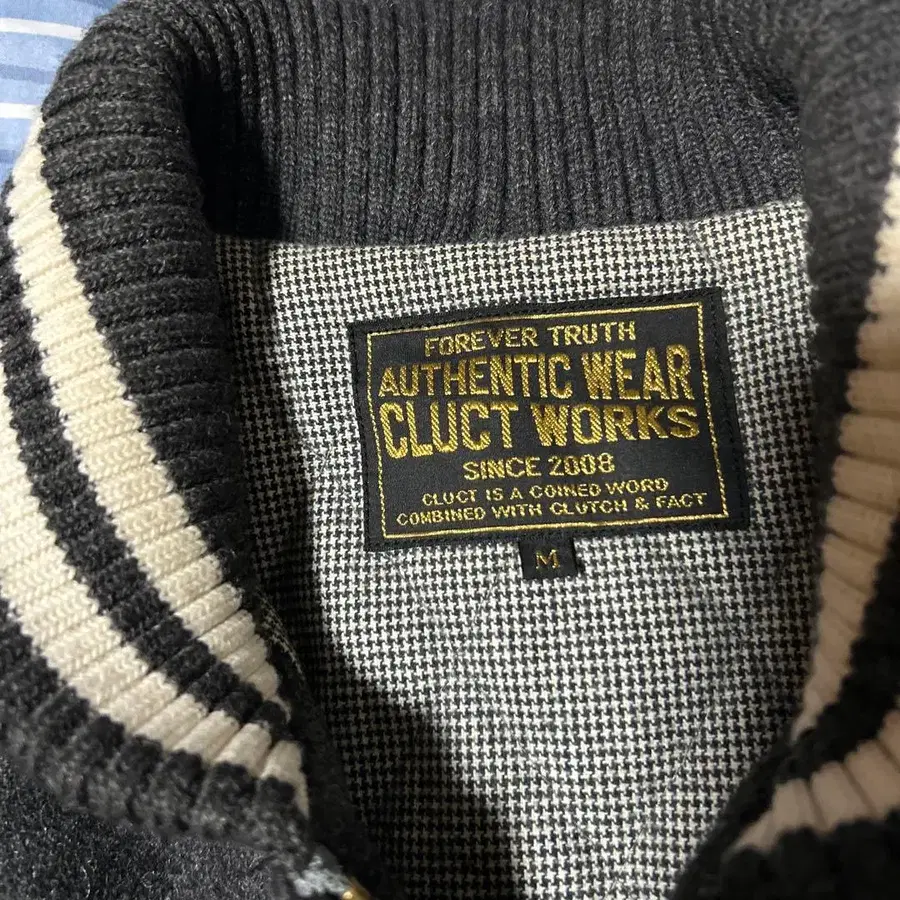 FOREVER TRUTH
AUTHENTIC WEAR
CLUCT WORKS
SINCE 2008
CLUCT IS A COINED WORD
COMBINED WITH CLUTCH & FACT
M